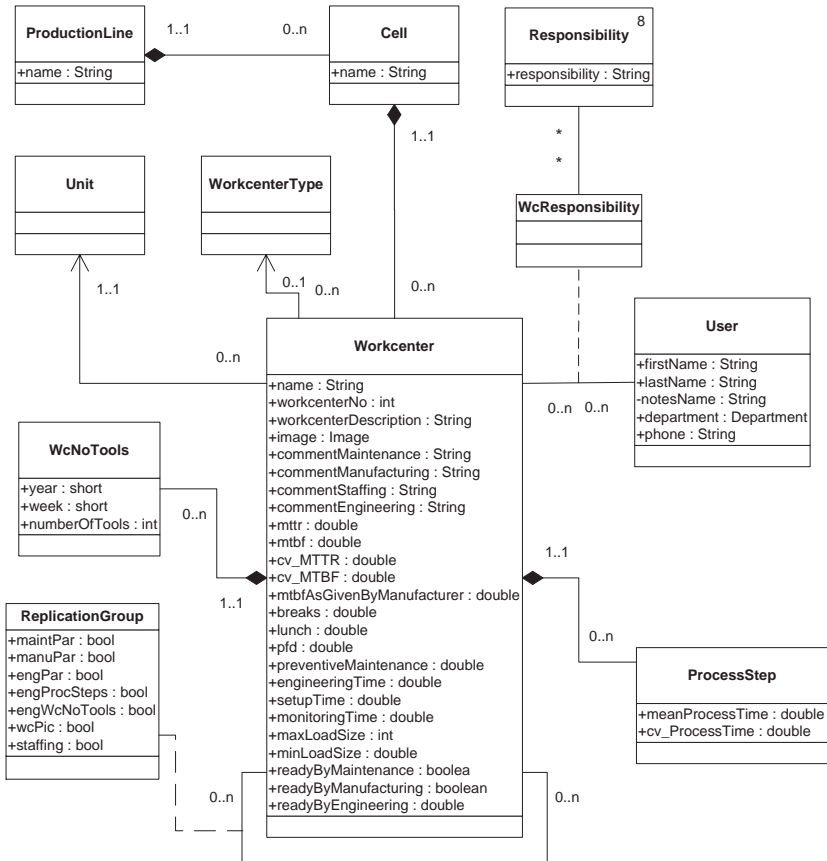 ProductionLine
+name : String
1..1
0..n
Cell
+name : String
1..1
Responsibility
8
+responsibility : String
*
*
Unit
WorkcenterType
WcResponsibility
1..1
0..1
0..n
0..n
0..n
Workcenter
+name : String
+workcenterNo : int
+workcenterDescription : String
+image : Image
+commentMaintenance : String
+commentManufacturing : String
+commentStaffing : String
+commentEngineering : String
+mttr : double
+mtbf : double
+cv_MTTR : double
+cv_MTBF : double
+mtbfAsGivenByManufacturer : double
+breaks : double
+lunch : double
+pfd : double
+preventiveMaintenance : double
+engineeringTime : double
+setupTime : double
+monitoringTime : double
+maxLoadSize : int
+minLoadSize : double
+readyByMaintenance : boolea
+readyByManufacturing : boolean
+readyByEngineering : double
User
+firstName : String
+lastName : String
-notesName : String
+department : Department
+phone : String
0..n
0..n
WcNoTools
+year : short
+week : short
+numberOfTools : int
0..n
1..1
1..1
0..n
ReplicationGroup
+maintPar : bool
+manuPar : bool
+engPar : bool
+engProcSteps : bool
+engWcNoTools : bool
+wcPic : bool
+staffing : bool
ProcessStep
+meanProcessTime : double
+cv_ProcessTime : double
0..n
0..n